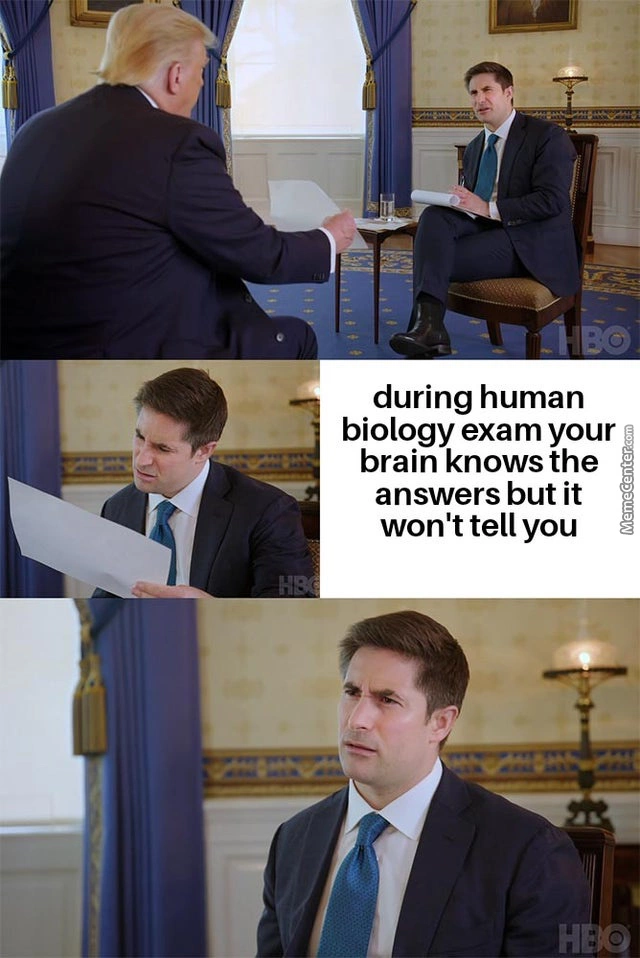 HBO
HBO
during human
biology exam your
brain knows the
answers but it
won't tell you
MemeCenter.com
HBO